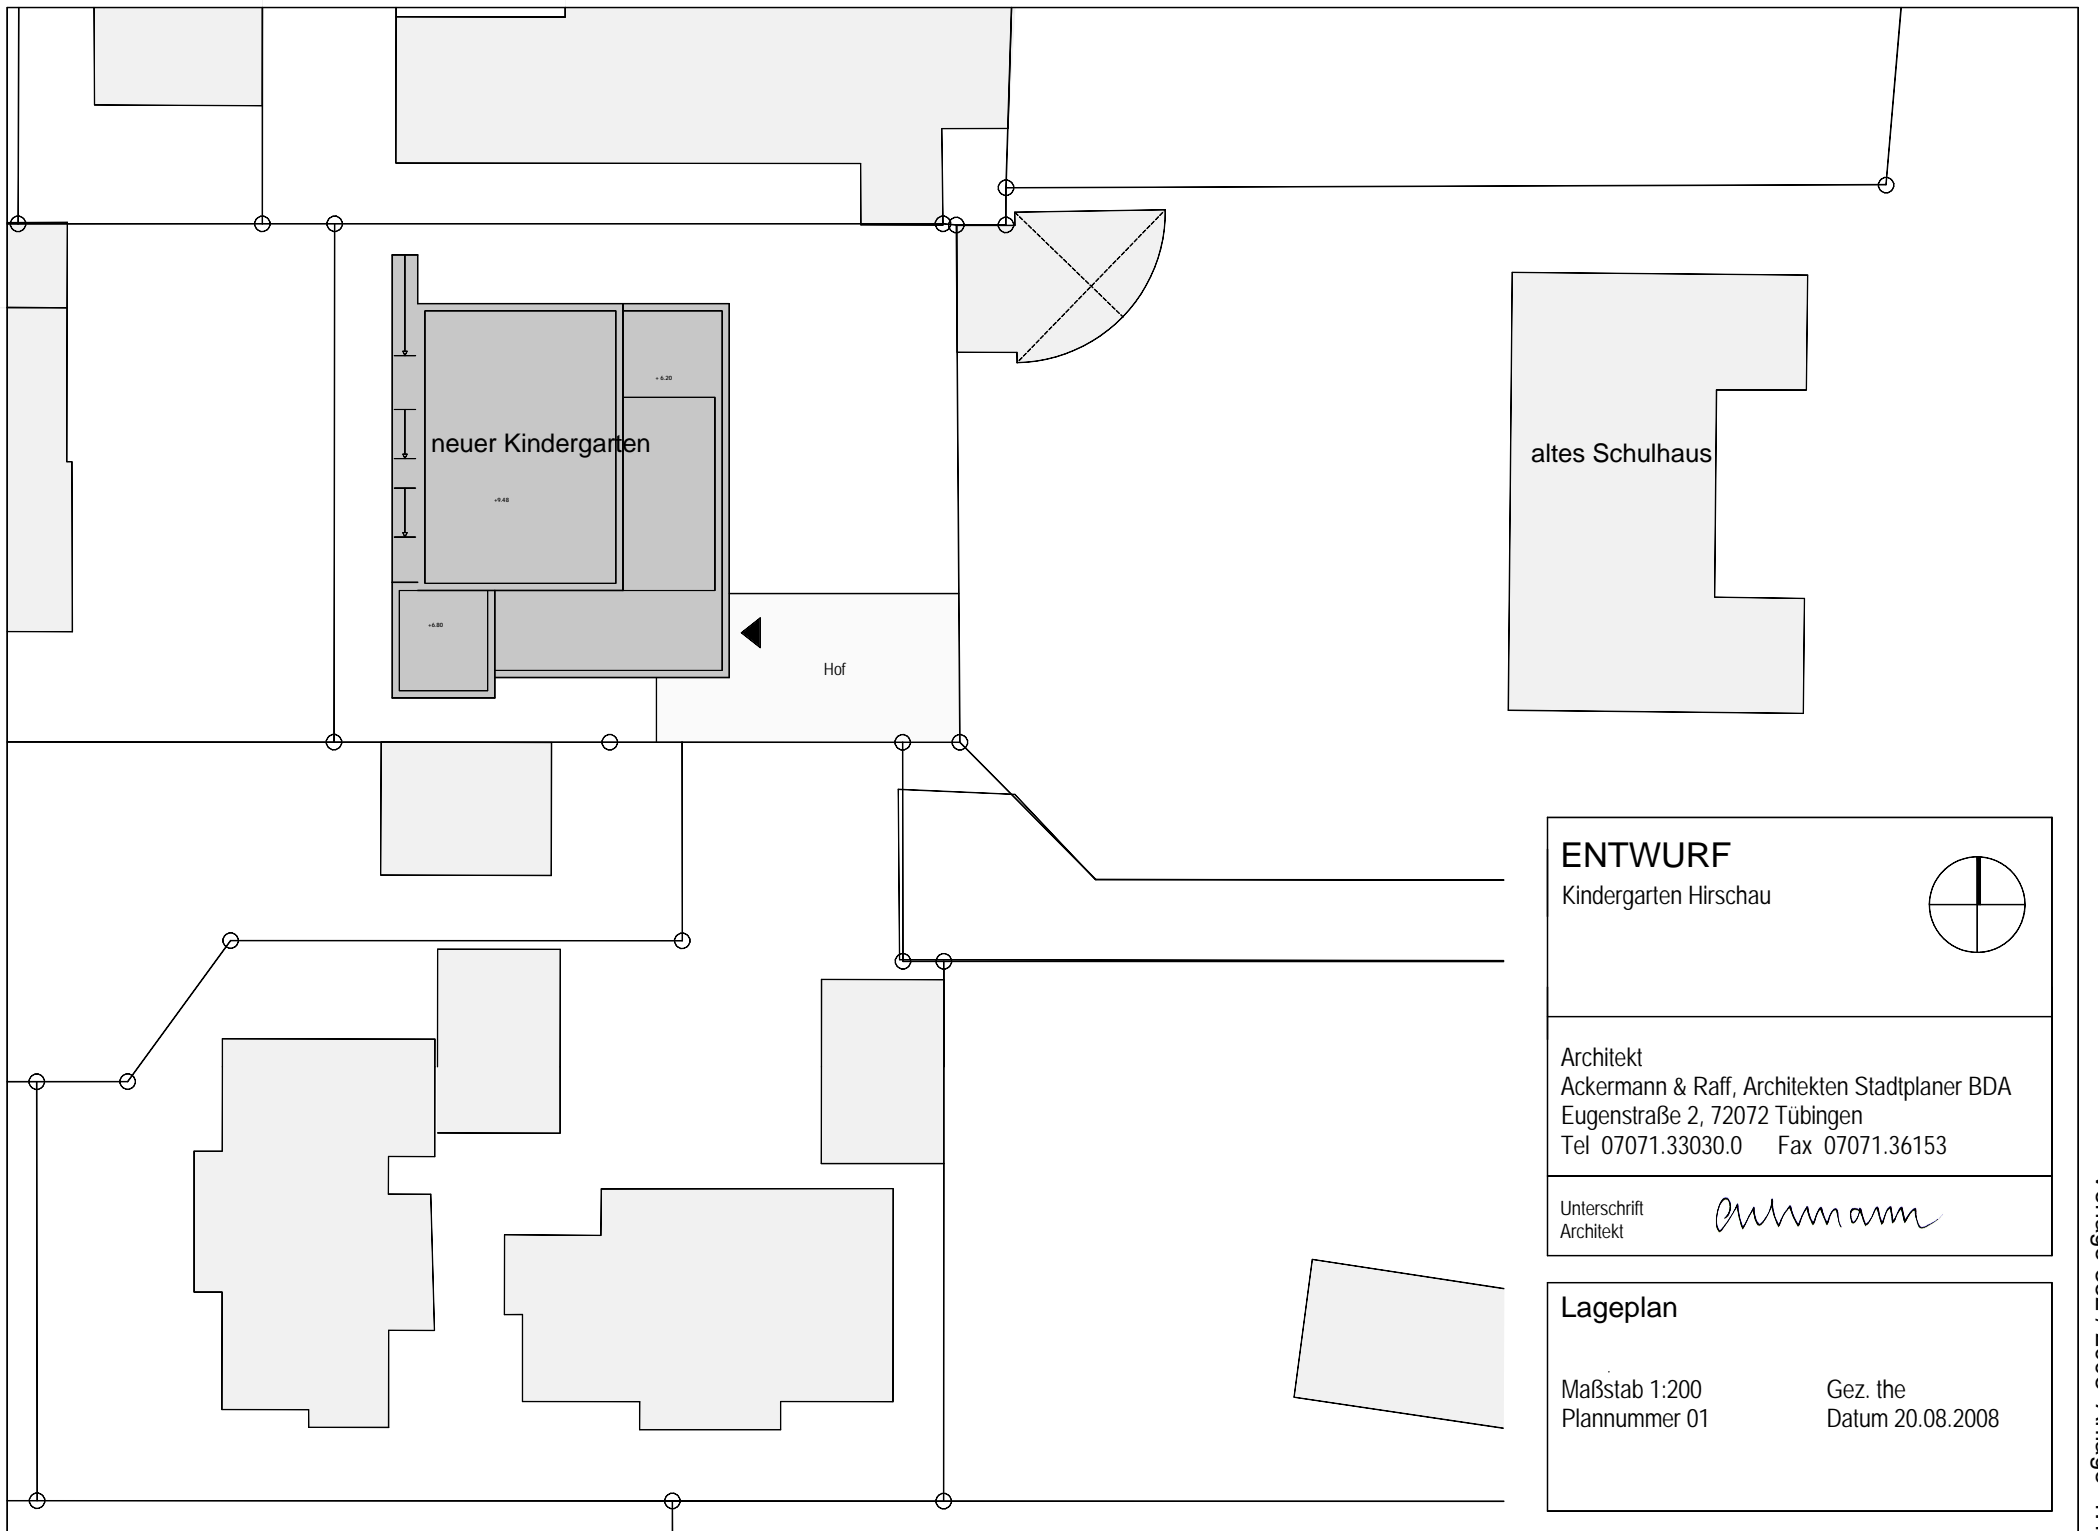 + 6.20
neuer Kindergarten
altes Schulhaus
+9.48
+6.80
Hof
ENTWURF
Kindergarten Hirschau
Architekt
Ackermann & Raff, Architekten Stadtplaner BDA
Eugenstraße 2, 72072 Tübingen
Tel 07071.33030.0 Fax 07071.36153
Unterschrift
Architekt
Lageplan
Maßstab 1:200 Gez. the
Plannummer 01 Datum 20.08.2008